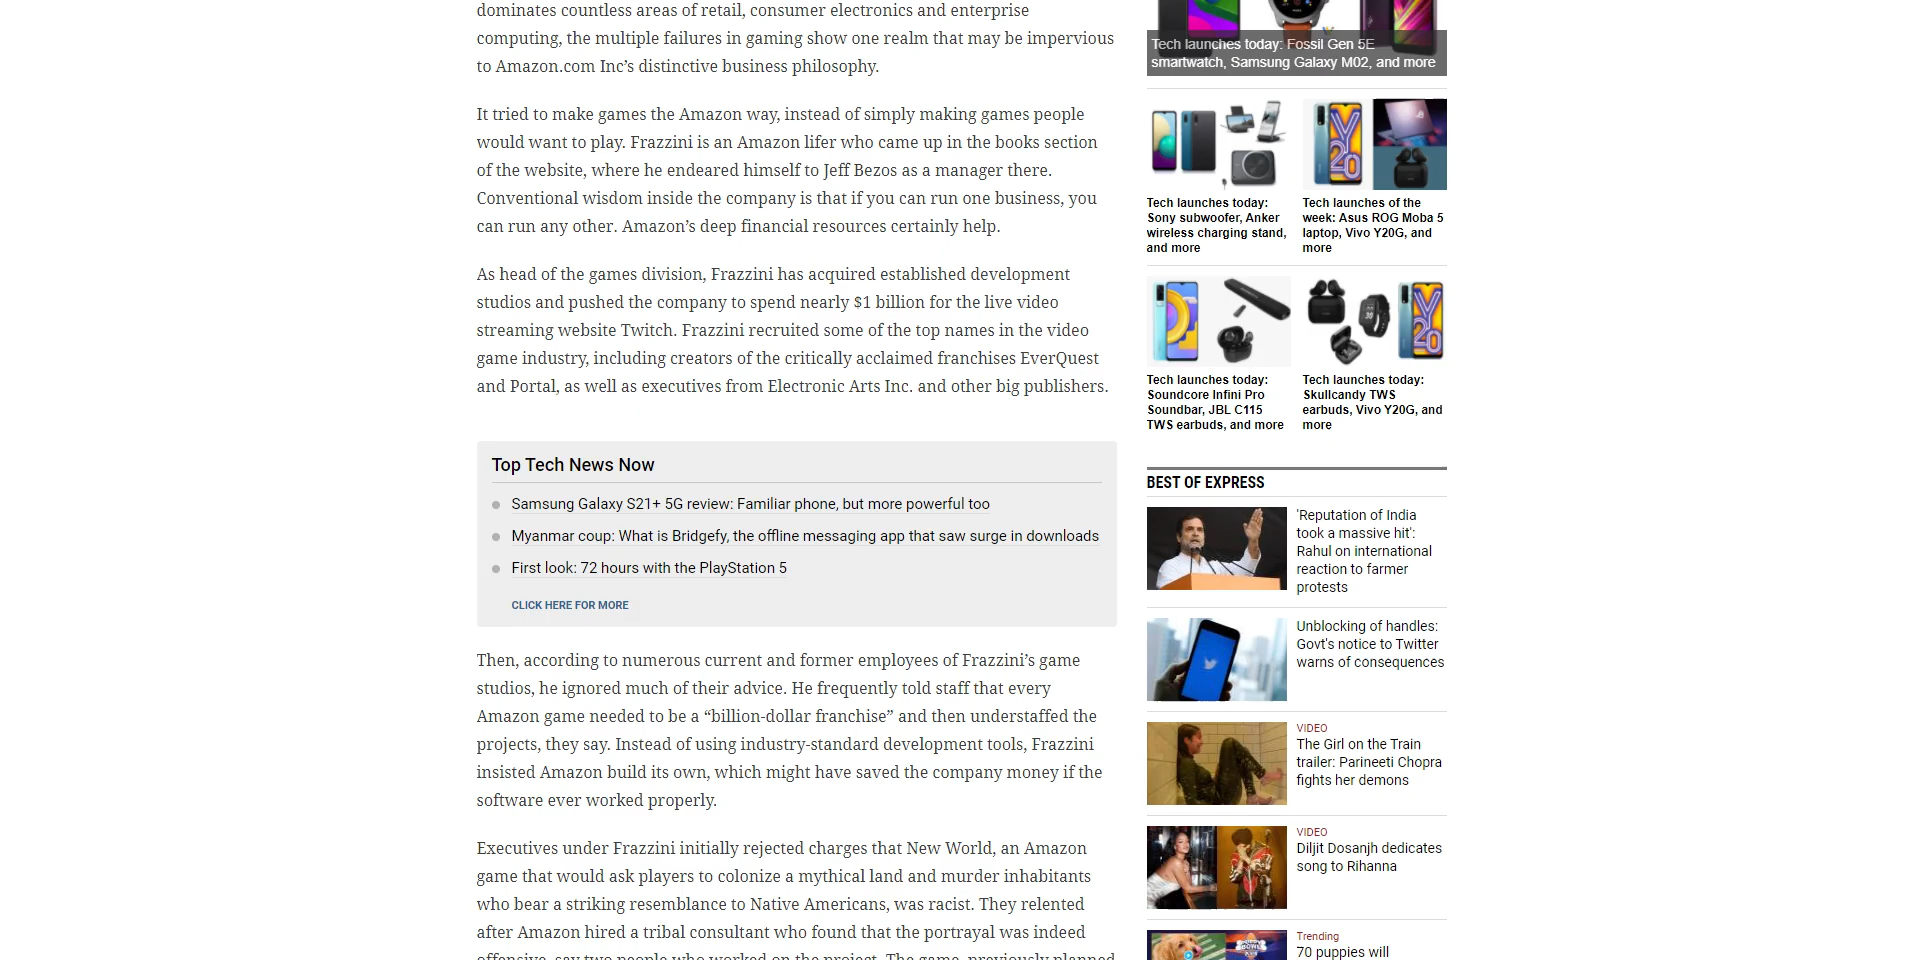 dominates countless areas of retail, consumer electronics and enterprise
computing, the multiple failures in gaming show one realm that may be impervious
to Amazon.com Inc’s distinctive business philosophy.
It tried to make games the Amazon way, instead of simply making games people
would want to play. Frazzini is an Amazon lifer who came up in the books section
of the website, where he endeared himself to Jeff Bezos as a manager there.
Conventional wisdom inside the company is that if you can run one business, you
can run any other. Amazon’s deep financial resources certainly help.
As head of the games division, Frazzini has acquired established development
studios and pushed the company to spend nearly $1 billion for the live video
streaming website Twitch. Frazzini recruited some of the top names in the video
game industry, including creators of the critically acclaimed franchises EverQuest
and Portal, as well as executives from Electronic Arts Inc. and other big publishers.
Top Tech News Now
Samsung Galaxy S21+ 5G review: Familiar phone, but more powerful too
Myanmar coup: What is Bridgefy, the offline messaging app that saw surge in downloads
First look: 72 hours with the PlayStation 5
CLICK HERE FOR MORE
Then, according to numerous current and former employees of Frazzini’s game
studios, he ignored much of their advice. He frequently told staff that every
Amazon game needed to be a “billion-dollar franchise” and then understaffed the
projects, they say. Instead of using industry-standard development tools, Frazzini
insisted Amazon build its own, which might have saved the company money if the
software ever worked properly.
Executives under Frazzini initially rejected charges that New World, an Amazon
game that would ask players to colonize a mythical land and murder inhabitants
who bear a striking resemblance to Native Americans, was racist. They relented
after Amazon hired a tribal consultant who found that the portrayal was indeed
offensive, say two people who worked on the project. The game, previously planned
Tech launches today: Fossil Gen 5E
smartwatch, Samsung Galaxy M02, and more
Y20
Tech launches today:
Sony subwoofer, Anker
wireless charging stand,
and more
Tech launches of the
week: Asus ROG Moba 5
laptop, Vivo Y20G, and
more
Y20
Tech launches today:
Soundcore Infini Pro
Soundbar, JBL C115
TWS earbuds, and more
Tech launches today:
Skullcandy TWS
earbuds, Vivo Y20G, and
more
BEST OF EXPRESS
'Reputation of India
took a massive hit':
Rahul on international
reaction to farmer
protests
Unblocking of handles:
Govt's notice to Twitter
warns of consequences
VIDEO
The Girl on the Train
trailer: Parineeti Chopra
fights her demons
VIDEO
Diljit Dosanjh dedicates
song to Rihanna
Trending
70 puppies will